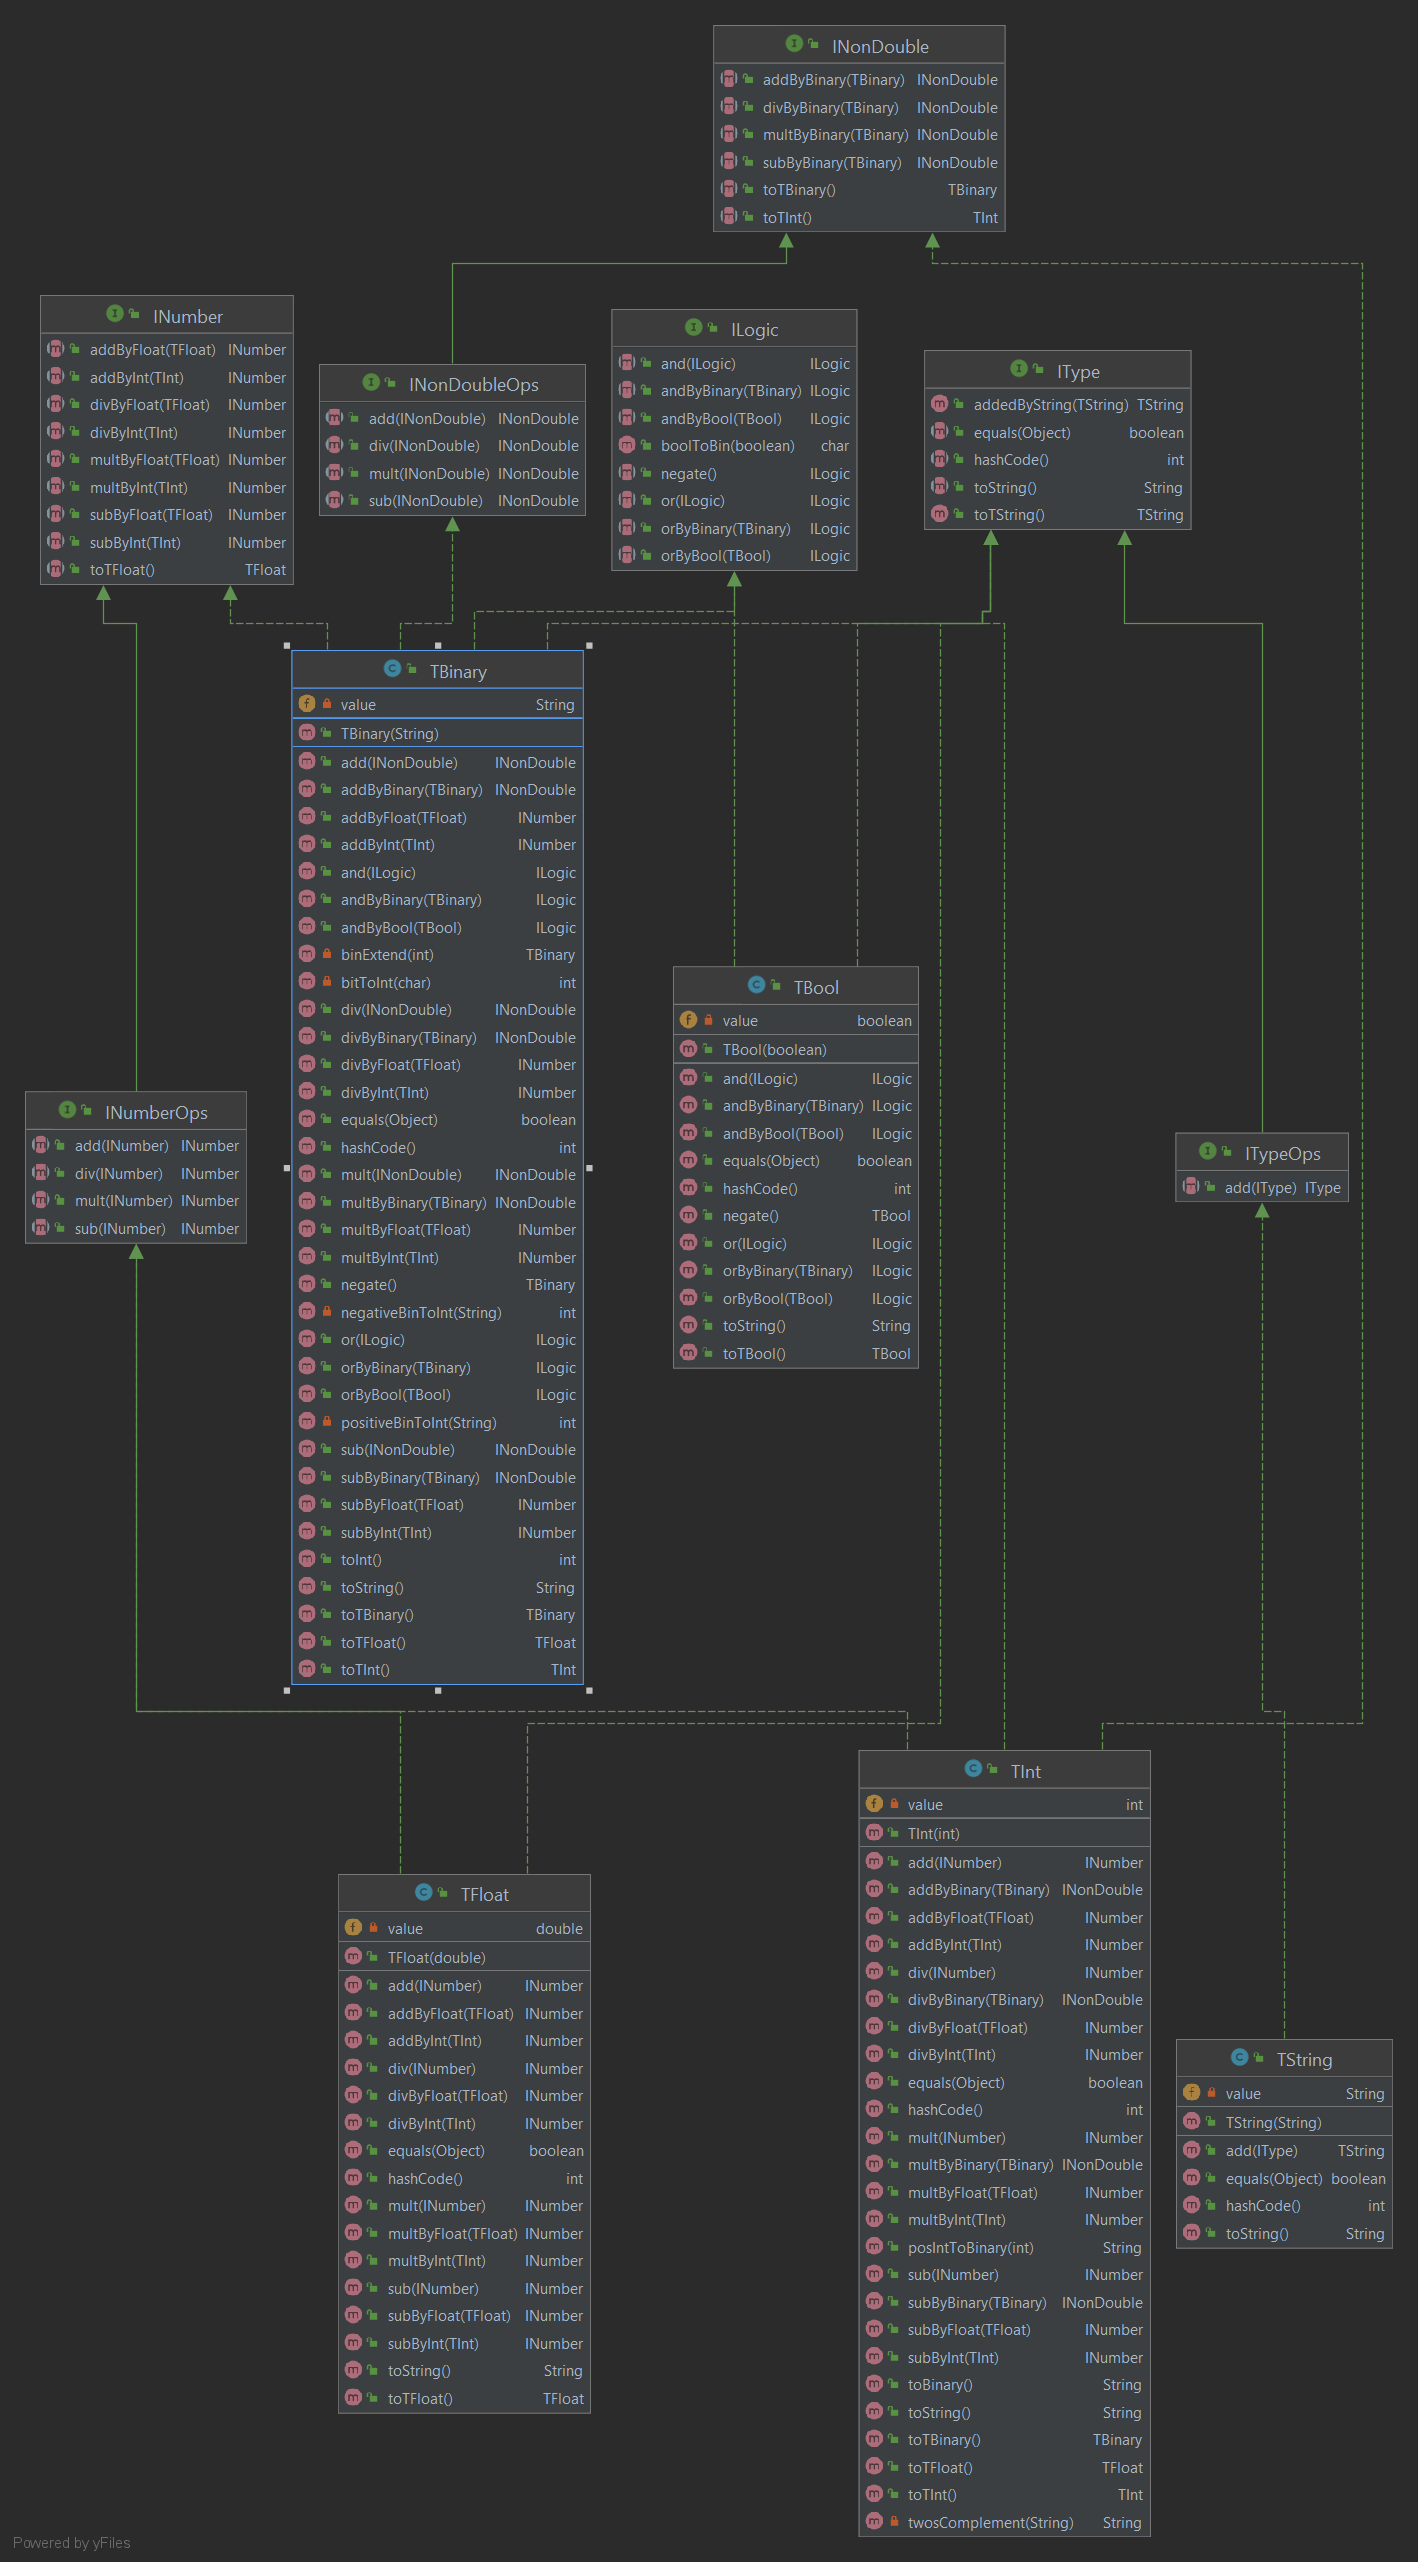 INonDouble
addByBinary(TBinary) INonDouble
divByBinary(TBinary) INonDouble
multByBinary(TBinary) INonDouble
subByBinary(TBinary) INonDouble
toTBinary() TBinary
toTInt() TInt
INumber
addByFloat(TFloat) INumber
addByInt(TInt) INumber
divByFloat(TFloat) INumber
divByInt(TInt) INumber
multByFloat(TFloat) INumber
multByInt(TInt) INumber
subByFloat(TFloat) INumber
subByInt(TInt) INumber
toTFloat() TFloat
INonDoubleOps
add(INonDouble) INonDouble
div(INonDouble) INonDouble
mult(INonDouble) INonDouble
sub(INonDouble) INonDouble
ILogic
and(ILogic) ILogic
andByBinary(TBinary) ILogic
andByBool(TBool) ILogic
boolToBin(boolean) char
negate() ILogic
or(ILogic) ILogic
orByBinary(TBinary) ILogic
orByBool(TBool) ILogic
IType
addedByString(TString) TString
equals(Object) boolean
hashCode() int
toString() String
toTString() TString
TBinary
value String
TBinary(String)
add(INonDouble) INonDouble
addByBinary(TBinary) INonDouble
addByFloat(TFloat) INumber
addByInt(TInt) INumber
and(ILogic) ILogic
andByBinary(TBinary) ILogic
andByBool(TBool) ILogic
binExtend(int) TBinary
bitToInt(char) int
div(INonDouble) INonDouble
divByBinary(TBinary) INonDouble
divByFloat(TFloat) INumber
divByInt(TInt) INumber
equals(Object) boolean
hashCode() int
mult(INonDouble) INonDouble
multByBinary(TBinary) INonDouble
multByFloat(TFloat) INumber
multByInt(TInt) INumber
negate() TBinary
negativeBinToInt(String) int
or(ILogic) ILogic
orByBinary(TBinary) ILogic
orByBool(TBool) ILogic
positiveBinToInt(String) int
sub(INonDouble) INonDouble
subByBinary(TBinary) INonDouble
subByFloat(TFloat) INumber
subByInt(TInt) INumber
toInt() int
toString() String
toTBinary() TBinary
toTFloat() TFloat
toTInt() TInt
TBool
value boolean
TBool(boolean)
and(ILogic) ILogic
andByBinary(TBinary) ILogic
andByBool(TBool) ILogic
equals(Object) boolean
hashCode() int
negate() TBool
or(ILogic) ILogic
orByBinary(TBinary) ILogic
orByBool(TBool) ILogic
toString() String
toTBool() TBool
INumberOps
add(INumber) INumber
div(INumber) INumber
mult(INumber) INumber
sub(INumber) INumber
ITypeOps
add(IType) IType
TFloat
value double
TFloat(double)
add(INumber) INumber
addByFloat(TFloat) INumber
addByInt(TInt) INumber
div(INumber) INumber
divByFloat(TFloat) INumber
divByInt(TInt) INumber
equals(Object) boolean
hashCode() int
mult(INumber) INumber
multByFloat(TFloat) INumber
multByInt(TInt) INumber
sub(INumber) INumber
subByFloat(TFloat) INumber
subByInt(TInt) INumber
toString() String
toTFloat() TFloat
TInt
value int
TInt(int)
add(INumber) INumber
addByBinary(TBinary) INonDouble
addByFloat(TFloat) INumber
addByInt(TInt) INumber
div(INumber) INumber
divByBinary(TBinary) INonDouble
divByFloat(TFloat) INumber
divByInt(TInt) INumber
equals(Object) boolean
hashCode() int
mult(INumber) INumber
multByBinary(TBinary) INonDouble
multByFloat(TFloat) INumber
multByInt(TInt) INumber
posIntToBinary(int) String
sub(INumber) INumber
subByBinary(TBinary) INonDouble
subByFloat(TFloat) INumber
subByInt(TInt) INumber
toBinary() String
toString() String
toTBinary() TBinary
toTFloat() TFloat
toTInt() TInt
twosComplement(String) String
TString
value String
TString(String)
add(IType) TString
equals(Object) boolean
hashCode() int
toString() String
Powered by yFiles